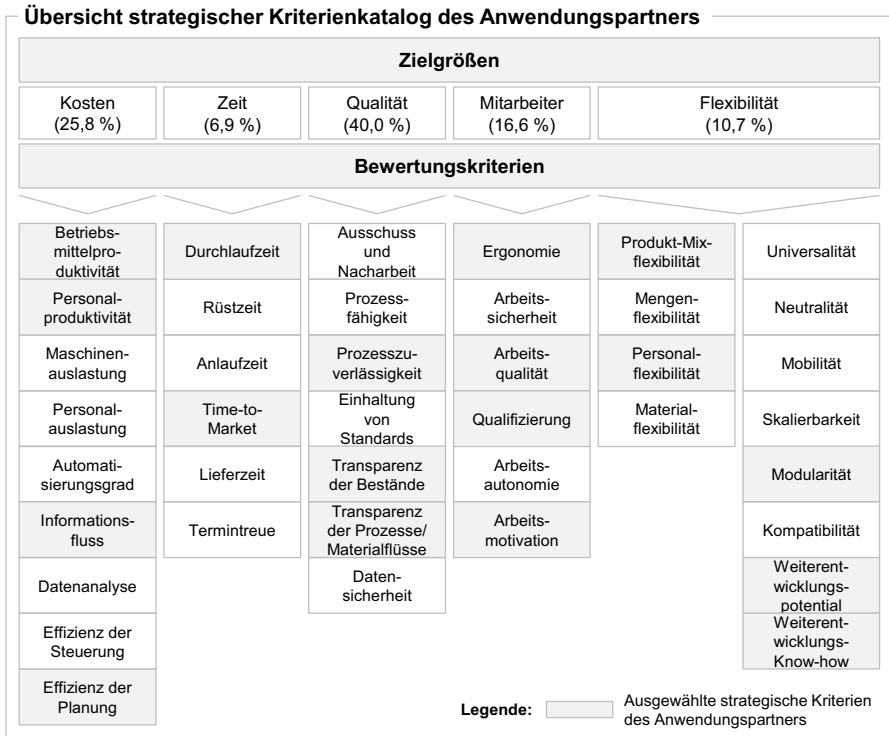 Übersicht strategischer Kriterienkatalog des Anwendungspartners
Zielgrößen
Kosten
(25,8 %)
Zeit
(6,9 %)
Qualität
(40,0 %)
Mitarbeiter
(16,6 %)
Flexibilität
(10,7 %)
Bewertungskriterien
Betriebs-
mittelpro-
duktivität
Personal-
produktivität
Maschinen-
auslastung
Personal-
auslastung
Automati-
sierungsgrad
Informations-
fluss
Datenanalyse
Effizienz der
Steuerung
Effizienz der
Planung
Durchlaufzeit
Rüstzeit
Anlaufzeit
Time-to-
Market
Lieferzeit
Termintreue
Ausschuss
und
Nacharbeit
Prozess-
fähigkeit
Prozesszu-
verlässigkeit
Einhaltung
von
Standards
Transparenz
der Bestände
Transparenz
der Prozesse/
Materialflüsse
Daten-
sicherheit
Ergonomie
Arbeits-
sicherheit
Arbeits-
qualität
Qualifizierung
Arbeits-
autonomie
Arbeits-
motivation
Produkt-Mix-
flexibilität
Mengen-
flexibilität
Personal-
flexibilität
Material-
flexibilität
Universalität
Neutralität
Mobilität
Skalierbarkeit
Modularität
Kompatibilität
Weiterent-
wicklungs-
potential
Weiterent-
wicklungs-
Know-how
Legende:
Ausgewählte strategische Kriterien
des Anwendungspartners